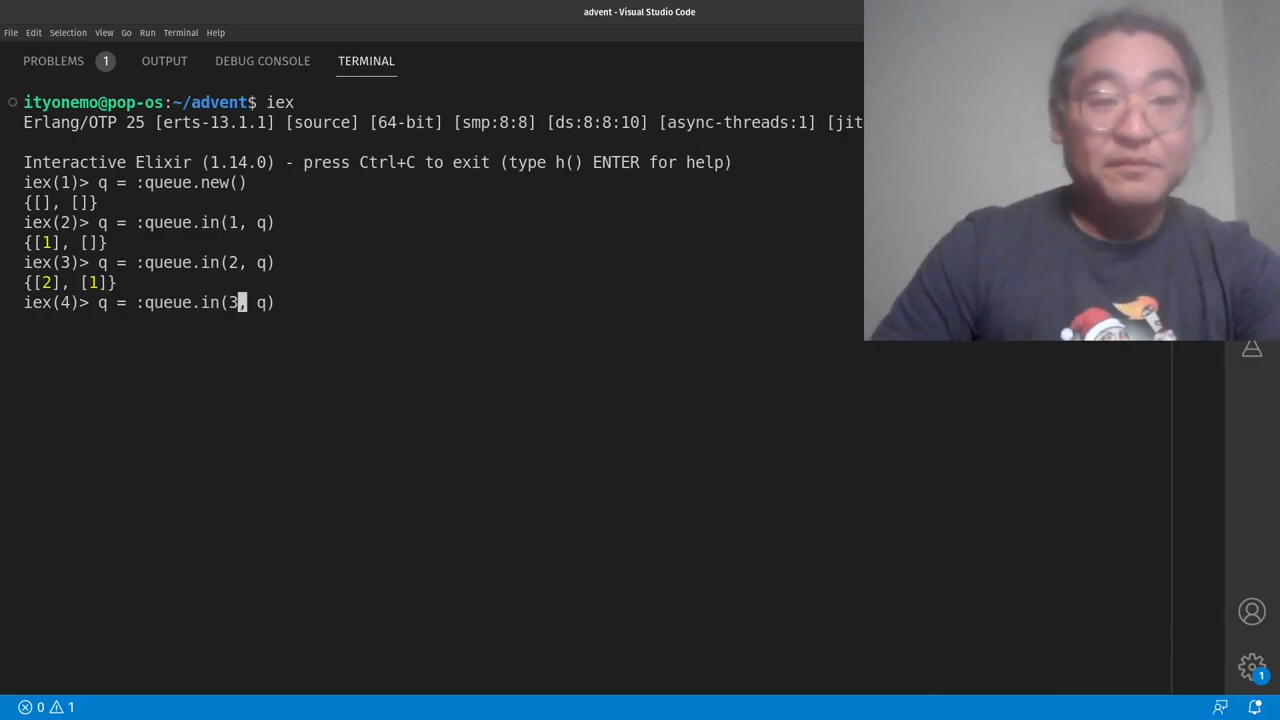 advent - Visual Studio Code
File Edit Selection View Go Run Terminal Help
PROBLEMS 1 OUTPUT DEBUG CONSOLE TERMINAL
ityonemo@pop-os:~/advent$ iex
Erlang/OTP 25 [erts-13.1.1] [source] [64-bit] [smp:8:8] [ds:8:8:10] [async-threads:1] [jit
Interactive Elixir (1.14.0) - press Ctrl+C to exit (type h() ENTER for help)
iex(1)> q = :queue.new()
{[], []}
iex(2)> q = :queue.in(1, q)
{[1], []}
iex(3)> q = :queue.in(2, q)
{[2], [1]}
iex(4)> q = :queue.in(3, q)
0 1
1